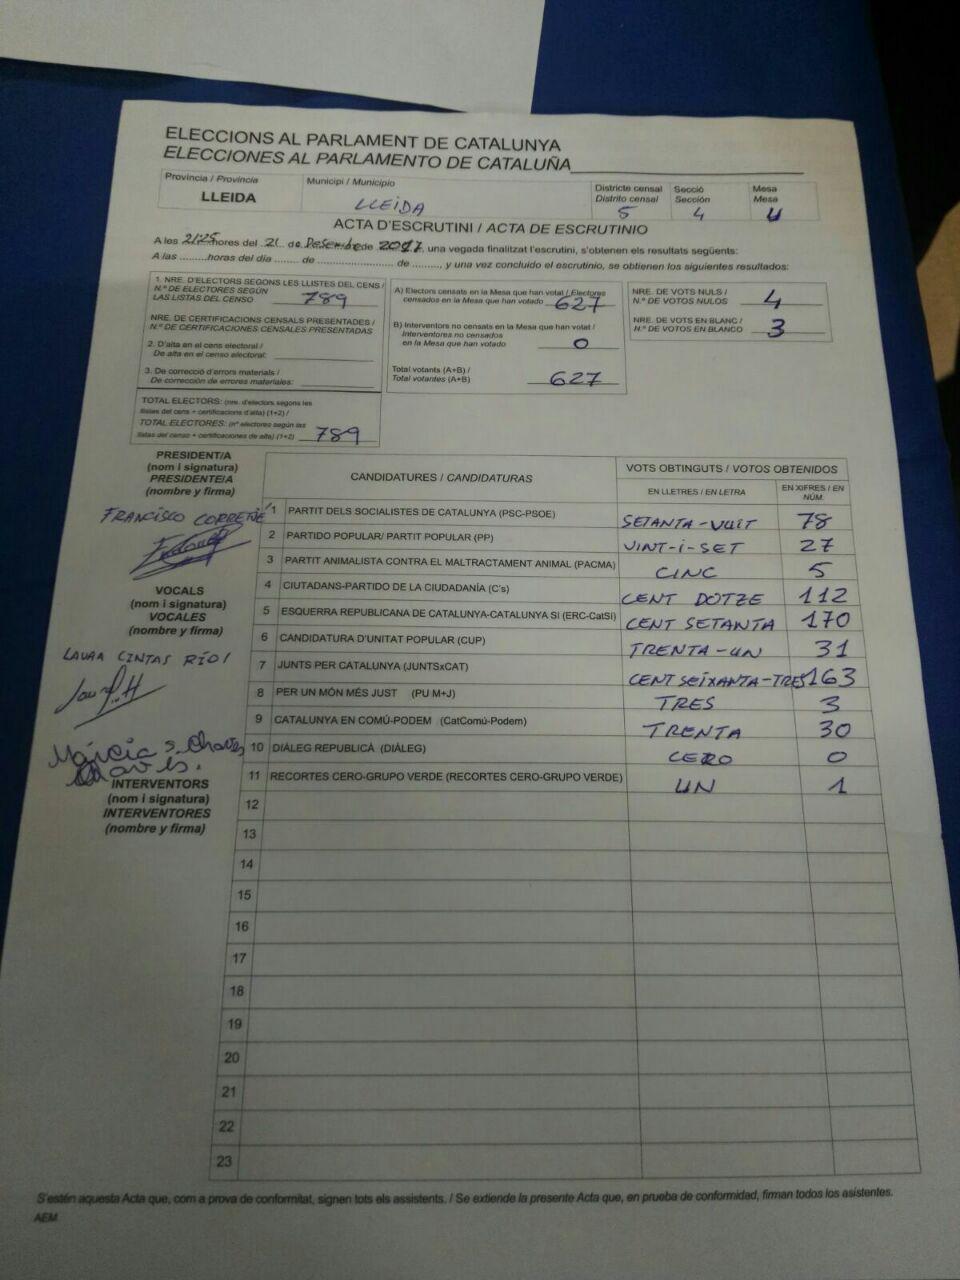 ELECCIONS AL PARLAMENT DE CATALUNYA
ELECCIONES AL PARLAMENTO DE CATALUÑA
Província / Provincia
LLEIDA
Municipi / Municipio
LLEIDA
Districte censal
Distrito censal
5
Secció
Sección
4
Mesa
Mesa
U
ACTA D'ESCRUTINI / ACTA DE ESCRUTINIO
A les 21:25 hores del 21 de Desembre de 2017, una vegada finalitzat l'escrutini, s'obtenen els resultats següents:
A las ........horas del día ....... de ....................... de ........, y una vez concluido el escrutinio, se obtienen los siguientes resultados:
1. NRE. D'ELECTORS SEGONS LES LLISTES DEL CENS /
N.º DE ELECTORES SEGÚN
LAS LISTAS DEL CENSO 789
NRE. DE CERTIFICACIONS CENSALS PRESENTADES /
N.º DE CERTIFICACIONES CENSALES PRESENTADAS
2. D'alta en el cens electoral /
De alta en el censo electoral:
3. De correcció d'errors materials /
De corrección de errores materiales:
TOTAL ELECTORS: (nre. d'electors segons les
llistes del cens + certificacions d'alta) (1+2) /
TOTAL ELECTORES: (nº electores según las
listas del censo + certificaciones de alta) (1+2) 789
A) Electors censats en la Mesa que han votat / Electores
censados en la Mesa que han votado 627
B) Interventors no censats en la Mesa que han votat /
Interventores no censados
en la Mesa que han votado 0
Total votants (A+B) /
Total votantes (A+B) 627
NRE. DE VOTS NULS /
N.º DE VOTOS NULOS 4
NRE. DE VOTS EN BLANC /
N.º DE VOTOS EN BLANCO 3
PRESIDENT/A
(nom i signatura)
PRESIDENTE/A
(nombre y firma)
FRANCISCO
VOCALS
(nom i signatura)
VOCALES
(nombre y firma)
LAURA CINTAS RÍOS
Márcia S. Chaves
Chaves.
INTERVENTORS
(nom i signatura)
INTERVENTORES
(nombre y firma)
CANDIDATURES / CANDIDATURAS
VOTS OBTINGUTS / VOTOS OBTENIDOS
EN LLETRES / EN LETRA
EN XIFRES / EN NÚM.
1 PARTIT DELS SOCIALISTES DE CATALUNYA (PSC-PSOE) SETANTA-VUIT 78
2 PARTIDO POPULAR/ PARTIT POPULAR (PP) VINT-I-SET 27
3 PARTIT ANIMALISTA CONTRA EL MALTRACTAMENT ANIMAL (PACMA) CINC 5
4 CIUTADANS-PARTIDO DE LA CIUDADANÍA (C's) CENT DOTZE 112
5 ESQUERRA REPUBLICANA DE CATALUNYA-CATALUNYA SÍ (ERC-CatSí) CENT SETANTA 170
6 CANDIDATURA D'UNITAT POPULAR (CUP) TRENTA-UN 31
7 JUNTS PER CATALUNYA (JUNTSxCAT) CENT SEIXANTA-TRES 163
8 PER UN MÓN MÉS JUST (PU M+J) TRES 3
9 CATALUNYA EN COMÚ-PODEM (CatComú-Podem) TRENTA 30
10 DIÀLEG REPUBLICÀ (DIÀLEG) CERO 0
11 RECORTES CERO-GRUPO VERDE (RECORTES CERO-GRUPO VERDE) UN 1
12
13
14
15
16
17
18
19
20
21
22
23
S'estén aquesta Acta que, com a prova de conformitat, signen tots els assistents. / Se extiende la presente Acta que, en prueba de conformidad, firman todos los asistentes.
AEM